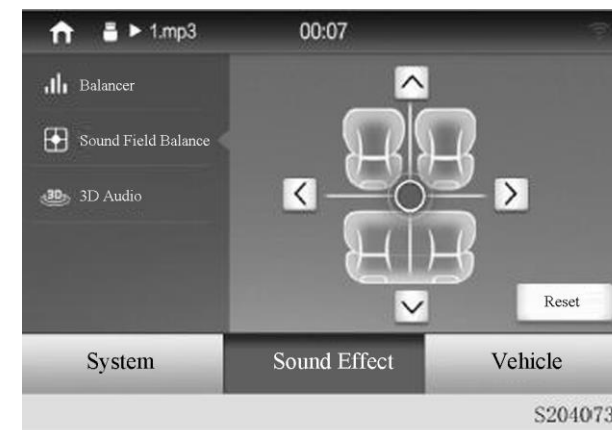 1.mp3 00:07
Balancer
Sound Field Balance
3D 3D Audio
Reset
System Sound Effect Vehicle
S204073